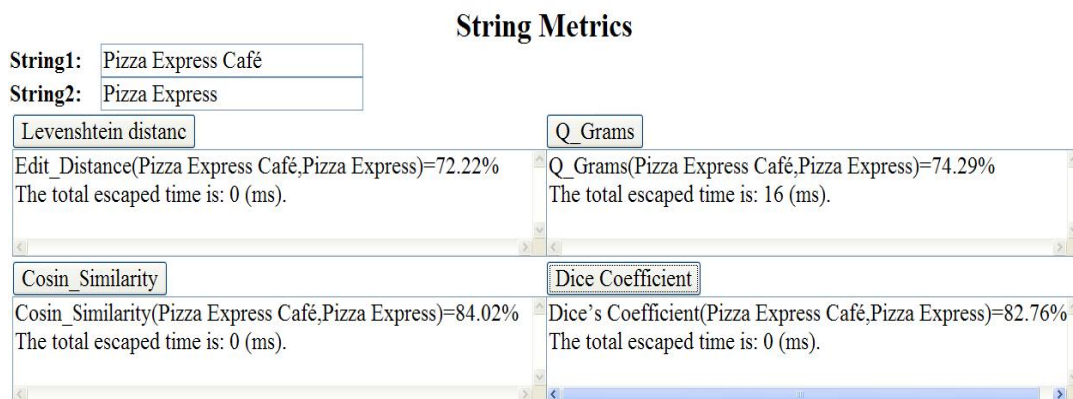 String Metrics
String1: Pizza Express Café
String2: Pizza Express
Levenshtein distanc
Edit_Distance(Pizza Express Café,Pizza Express)=72.22%
The total escaped time is: 0 (ms).
Q_Grams
Q_Grams(Pizza Express Café,Pizza Express)=74.29%
The total escaped time is: 16 (ms).
Cosin_Similarity
Cosin_Similarity(Pizza Express Café,Pizza Express)=84.02%
The total escaped time is: 0 (ms).
Dice Coefficient
Dice’s Coefficient(Pizza Express Café,Pizza Express)=82.76%
The total escaped time is: 0 (ms).